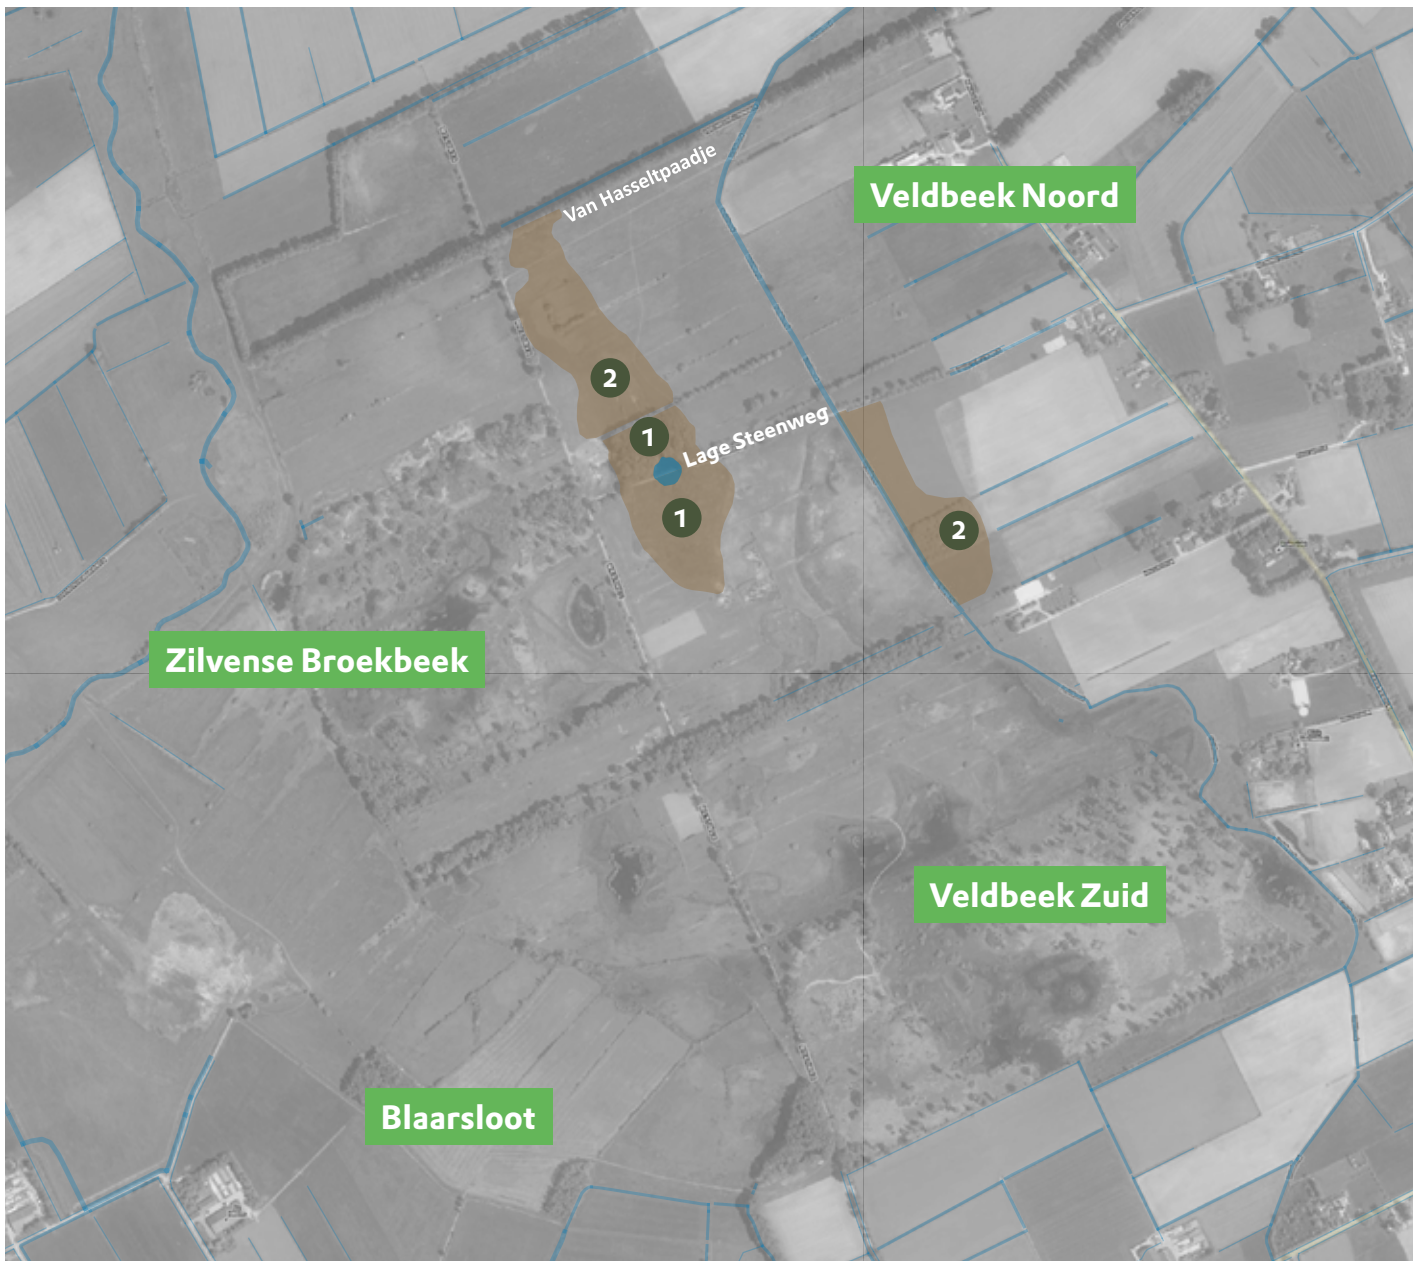 Van Hasseltpaadje
Veldbeek Noord
2
1
Lage Steenweg
1
2
Zilvense Broekbeek
Veldbeek Zuid
Blaarsloot